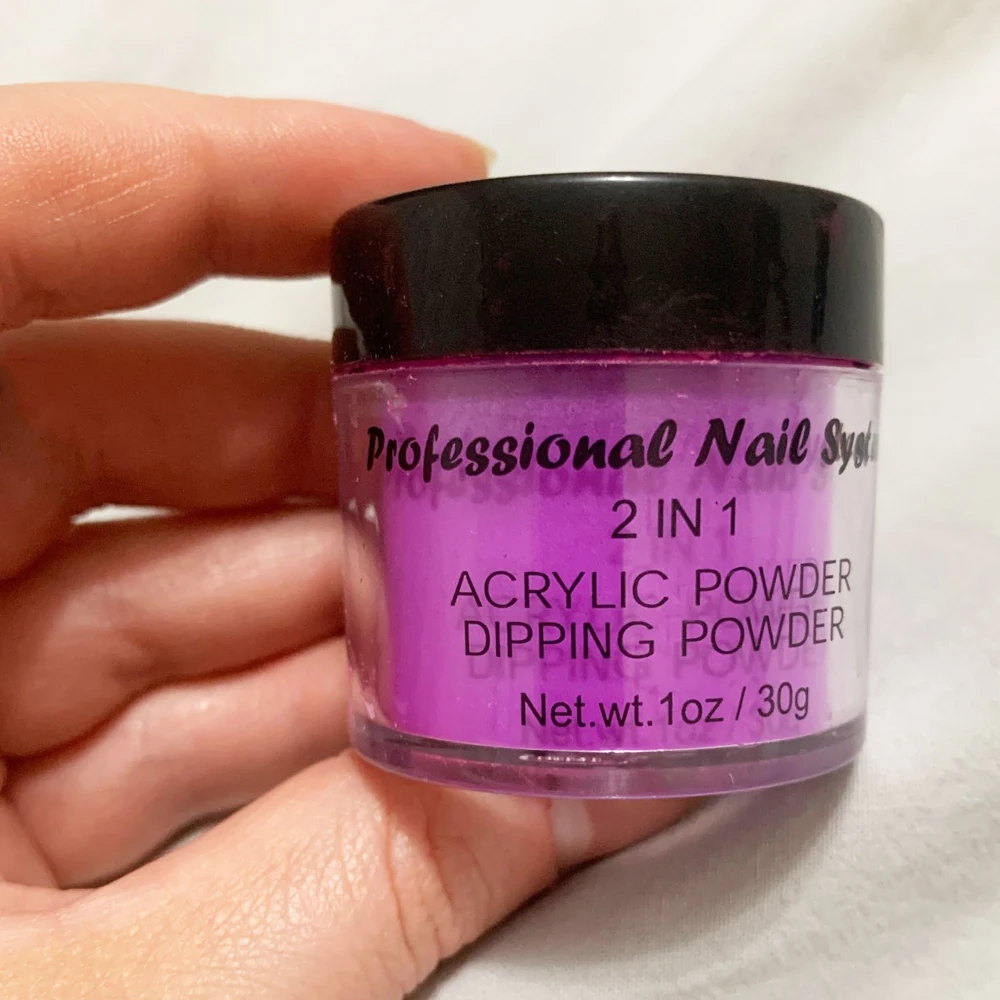 Professional Nail Syst
2 IN 1
ACRYLIC POWDER
DIPPING POWDER
Net.wt.1oz / 30g